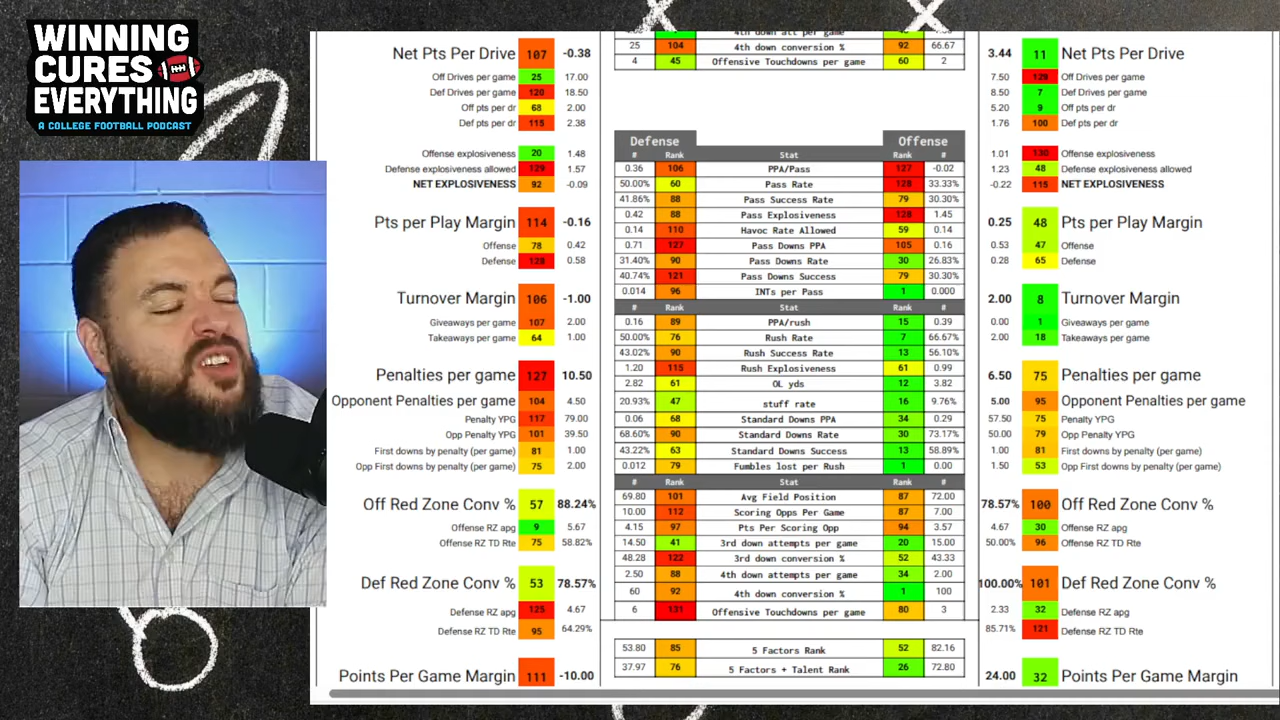 WINNING
CURES
EVERYTHING
A COLLEGE FOOTBALL PODCAST
Net Pts Per Drive 107 -0.38
Off Drives per game 25 17.00
Def Drives per game 120 18.50
Off pts per dr 68 2.00
Def pts per dr 115 2.38
Offense explosiveness 20 1.48
Defense explosiveness allowed 129 1.57
NET EXPLOSIVENESS 92 -0.09
Pts per Play Margin 114 -0.16
Offense 78 0.42
Defense 128 0.58
Turnover Margin 106 -1.00
Giveaways per game 107 2.00
Takeaways per game 64 1.00
Penalties per game 127 10.50
Opponent Penalties per game 104 4.50
Penalty YPG 117 79.00
Opp Penalty YPG 101 39.50
First downs by penalty (per game) 81 1.00
Opp First downs by penalty (per game) 75 2.00
Off Red Zone Conv % 57 88.24%
Offense RZ apg 9 5.67
Offense RZ TD Rte 75 58.82%
Def Red Zone Conv % 53 78.57%
Defense RZ apg 125 4.67
Defense RZ TD Rte 95 64.29%
Points Per Game Margin 111 -10.00
4th down att per game
25 104 4th down conversion % 92 66.67
4 45 Offensive Touchdowns per game 60 2
Defense Offense
# Rank Stat Rank #
0.36 106 PPA/Pass 127 -0.02
50.00% 60 Pass Rate 128 33.33%
41.86% 88 Pass Success Rate 79 30.30%
0.42 88 Pass Explosiveness 128 1.45
0.14 110 Havoc Rate Allowed 59 0.14
0.71 127 Pass Downs PPA 105 0.16
31.40% 90 Pass Downs Rate 30 26.83%
40.74% 121 Pass Downs Success 79 30.30%
0.014 96 INTs per Pass 1 0.000
# Rank Stat Rank #
0.16 89 PPA/rush 15 0.39
50.00% 76 Rush Rate 7 66.67%
43.02% 90 Rush Success Rate 13 56.10%
1.20 115 Rush Explosiveness 61 0.99
2.82 61 OL yds 12 3.82
20.93% 47 stuff rate 16 9.76%
0.06 68 Standard Downs PPA 34 0.29
68.60% 90 Standard Downs Rate 30 73.17%
43.22% 63 Standard Downs Success 13 58.89%
0.012 79 Fumbles lost per Rush 1 0.00
# Rank Stat Rank #
69.80 101 Avg Field Position 87 72.00
10.00 112 Scoring Opps Per Game 87 7.00
4.15 97 Pts Per Scoring Opp 94 3.57
14.50 41 3rd down attempts per game 20 15.00
48.28 122 3rd down conversion % 52 43.33
2.50 88 4th down attempts per game 34 2.00
60 92 4th down conversion % 1 100
6 131 Offensive Touchdowns per game 80 3
53.80 85 5 Factors Rank 52 82.16
37.97 76 5 Factors + Talent Rank 26 72.80
3.44 11 Net Pts Per Drive
7.50 129 Off Drives per game
8.50 7 Def Drives per game
5.20 9 Off pts per dr
1.76 100 Def pts per dr
1.01 130 Offense explosiveness
1.23 48 Defense explosiveness allowed
-0.22 115 NET EXPLOSIVENESS
0.25 48 Pts per Play Margin
0.53 47 Offense
0.28 65 Defense
2.00 8 Turnover Margin
0.00 1 Giveaways per game
2.00 18 Takeaways per game
6.50 75 Penalties per game
5.00 95 Opponent Penalties per game
57.50 75 Penalty YPG
50.00 79 Opp Penalty YPG
1.00 81 First downs by penalty (per game)
1.50 53 Opp First downs by penalty (per game)
78.57% 100 Off Red Zone Conv %
4.67 30 Offense RZ apg
50.00% 96 Offense RZ TD Rte
100.00% 101 Def Red Zone Conv %
2.33 32 Defense RZ apg
85.71% 121 Defense RZ TD Rte
24.00 32 Points Per Game Margin